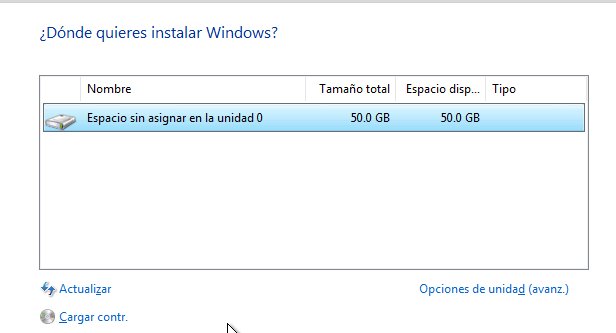 ¿Dónde quieres instalar Windows?
Nombre Tamaño total Espacio disp... Tipo
Espacio sin asignar en la unidad 0 50.0 GB 50.0 GB
Actualizar Opciones de unidad (avanz.)
Cargar contr.